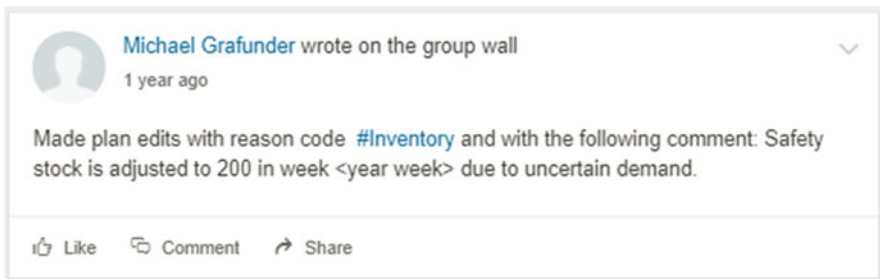 Michael Grafunder wrote on the group wall
1 year ago
Made plan edits with reason code #Inventory and with the following comment: Safety
stock is adjusted to 200 in week <year week> due to uncertain demand.
Like Comment Share